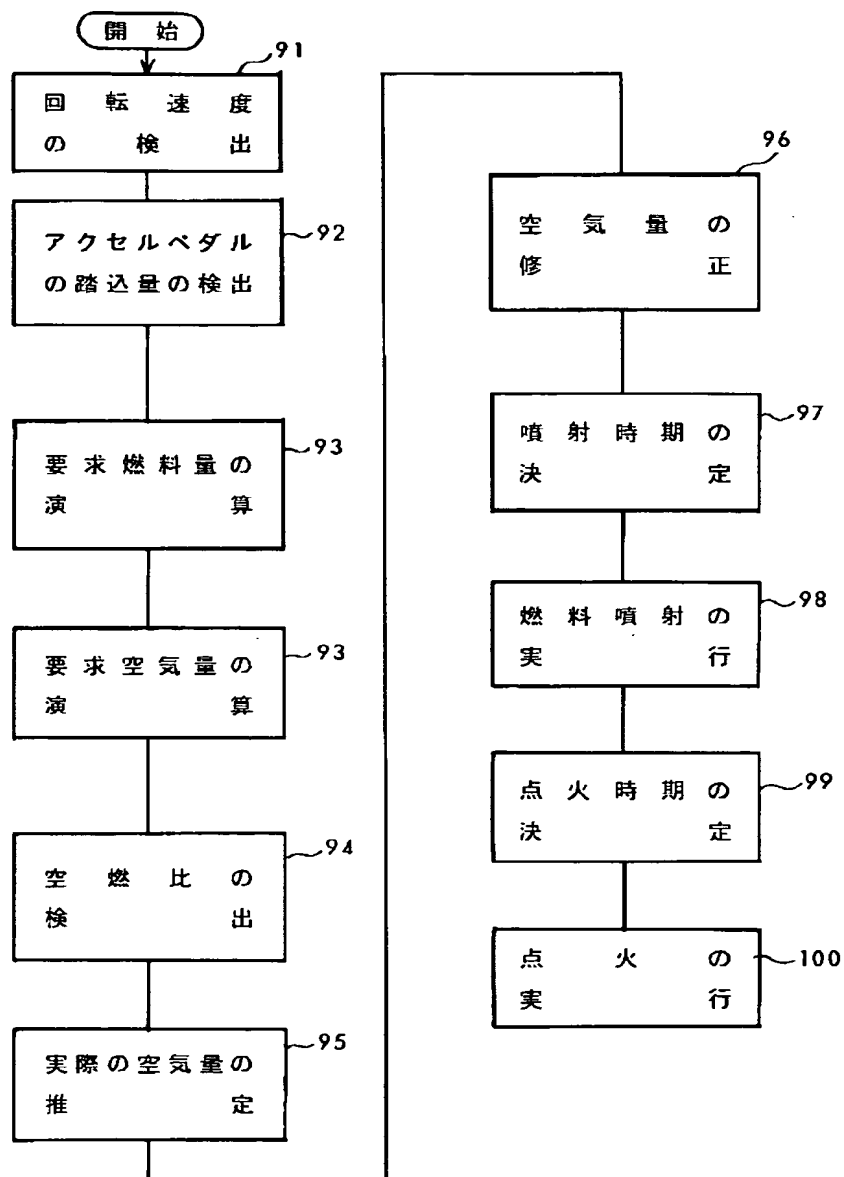 開始
91
回転速度
の検出
アクセルペダル
の踏込量の検出
92
要求燃料量の
演算
93
要求空気量の
演算
93
空燃比の
検出
94
実際の空気量の
推定
95
96
空気量の
修正
噴射時期の
決定
97
燃料噴射の
実行
98
点火時期の
決定
99
点火の
実行
100